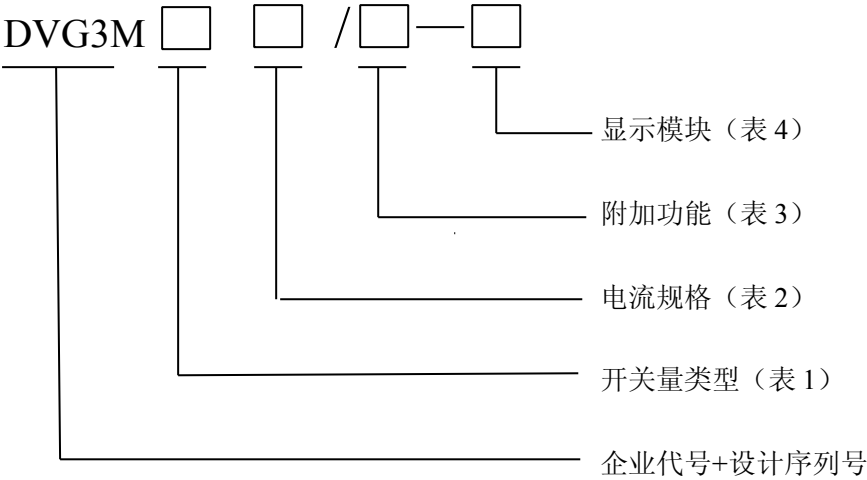 DVG3M□ □ /□—□
显示模块（表 4）
附加功能（表 3）
电流规格（表 2）
开关量类型（表 1）
企业代号+设计序列号